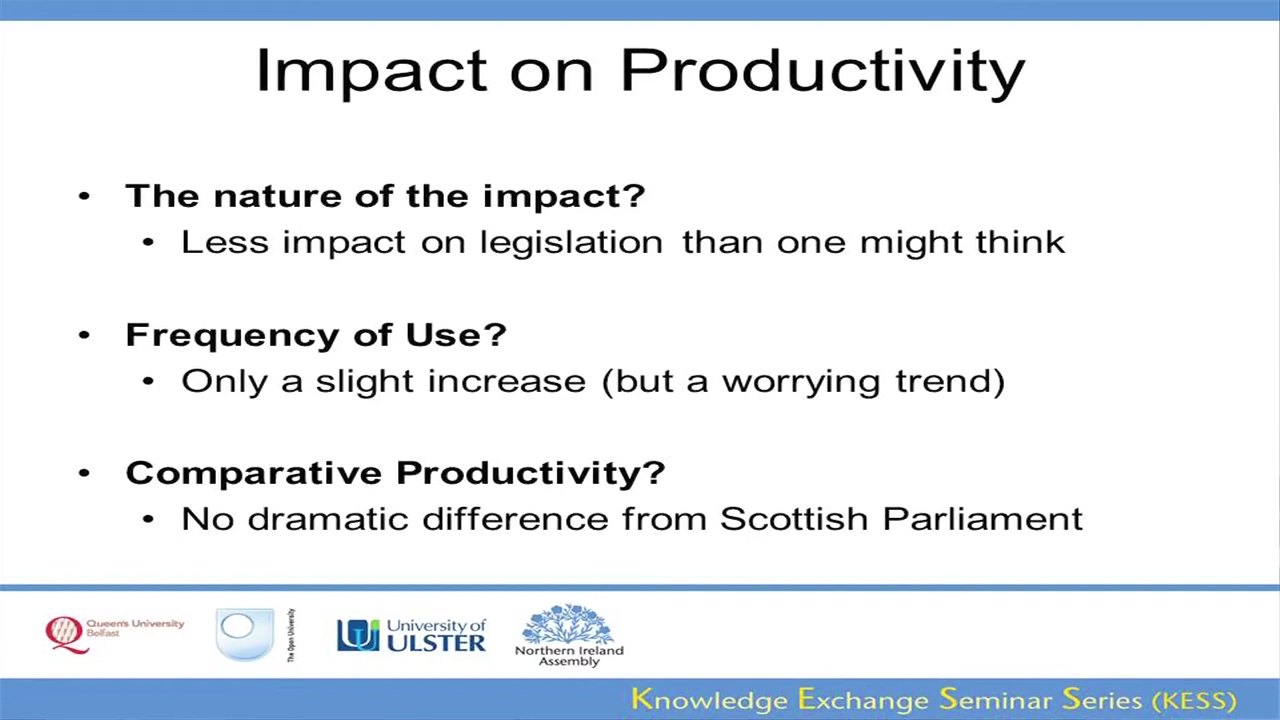 Impact on Productivity
• The nature of the impact?
• Less impact on legislation than one might think
• Frequency of Use?
• Only a slight increase (but a worrying trend)
• Comparative Productivity?
• No dramatic difference from Scottish Parliament
Queen's University
Belfast
The Open University
University of
ULSTER
Northern Ireland
Assembly
Knowledge Exchange Seminar Series (KESS)